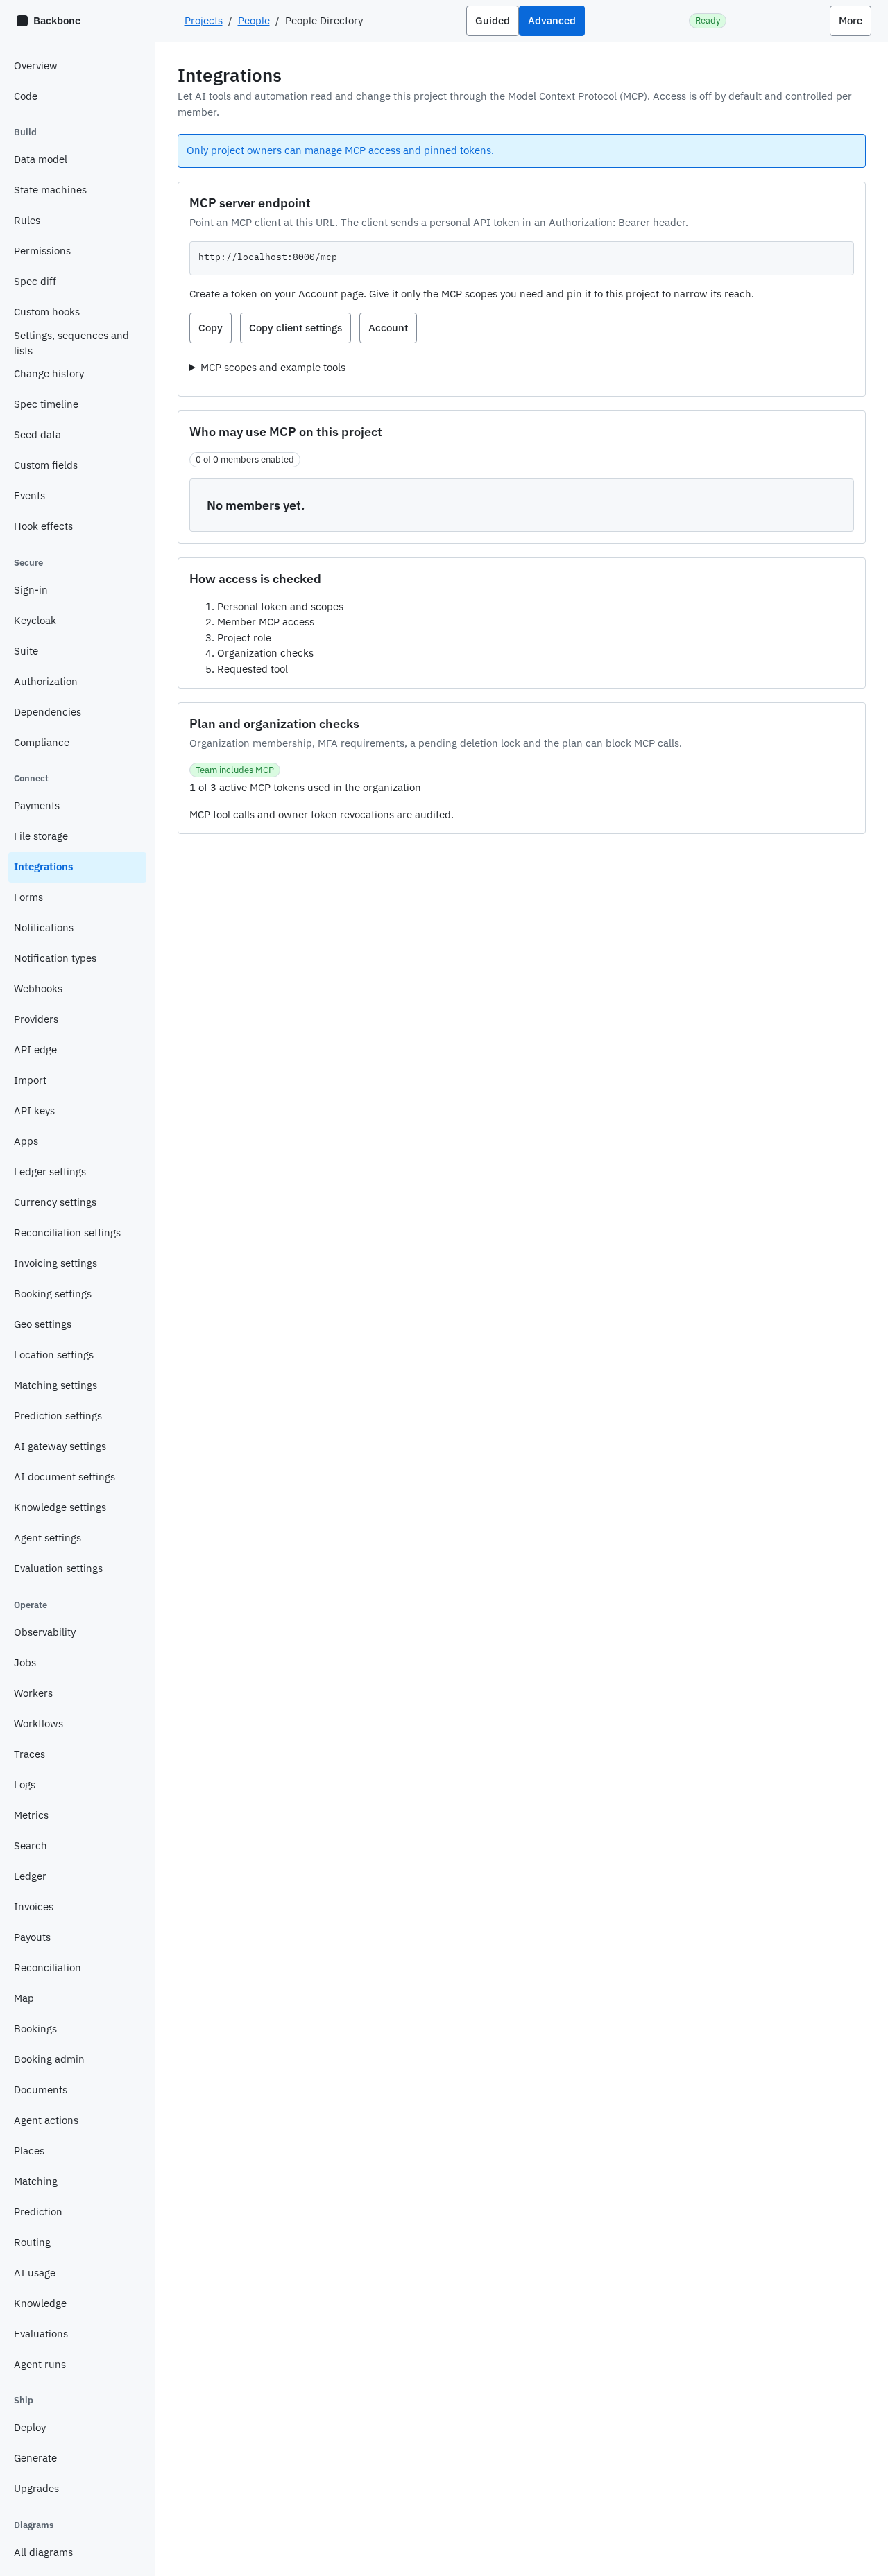 Backbone
Projects / People / People Directory
Guided
Advanced
Ready
More
Overview
Code
Build
Data model
State machines
Rules
Permissions
Spec diff
Custom hooks
Settings, sequences and
lists
Change history
Spec timeline
Seed data
Custom fields
Events
Hook effects
Secure
Sign-in
Keycloak
Suite
Authorization
Dependencies
Compliance
Connect
Payments
File storage
Integrations
Forms
Notifications
Notification types
Webhooks
Providers
API edge
Import
API keys
Apps
Ledger settings
Currency settings
Reconciliation settings
Invoicing settings
Booking settings
Geo settings
Location settings
Matching settings
Prediction settings
AI gateway settings
AI document settings
Knowledge settings
Agent settings
Evaluation settings
Operate
Observability
Jobs
Workers
Workflows
Traces
Logs
Metrics
Search
Ledger
Invoices
Payouts
Reconciliation
Map
Bookings
Booking admin
Documents
Agent actions
Places
Matching
Prediction
Routing
AI usage
Knowledge
Evaluations
Agent runs
Ship
Deploy
Generate
Upgrades
Diagrams
All diagrams
Integrations
Let AI tools and automation read and change this project through the Model Context Protocol (MCP). Access is off by default and controlled per
member.
Only project owners can manage MCP access and pinned tokens.
MCP server endpoint
Point an MCP client at this URL. The client sends a personal API token in an Authorization: Bearer header.
http://localhost:8000/mcp
Create a token on your Account page. Give it only the MCP scopes you need and pin it to this project to narrow its reach.
Copy
Copy client settings
Account
MCP scopes and example tools
Who may use MCP on this project
0 of 0 members enabled
No members yet.
How access is checked
1. Personal token and scopes
2. Member MCP access
3. Project role
4. Organization checks
5. Requested tool
Plan and organization checks
Organization membership, MFA requirements, a pending deletion lock and the plan can block MCP calls.
Team includes MCP
1 of 3 active MCP tokens used in the organization
MCP tool calls and owner token revocations are audited.